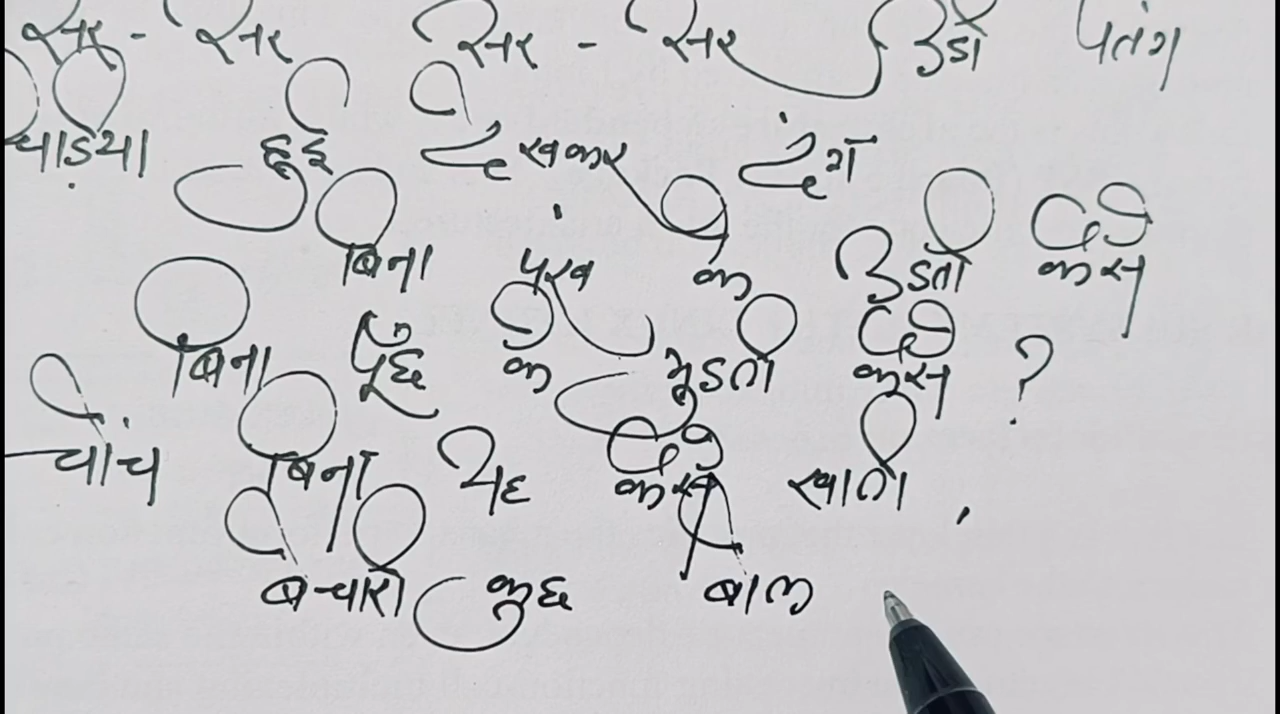 सर - सर सर - सर उड़ी पतंग
चिड़िया हुई देखकर दंग
बिना पंख के उड़ती कैसे
बिना पूँछ के मुड़ती कैसे ?
चोंच बिना यह कैसे खाती ,
बेचारी कुछ बोल